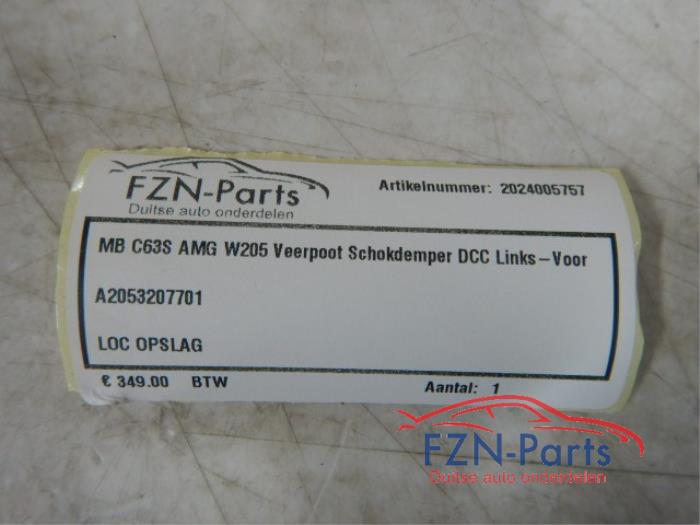 FZN-Parts
Duitse auto onderdelen
Artikelnummer: 2024005757
MB C63S AMG W205 Veerpoot Schokdemper DCC Links-Voor
A2053207701
LOC OPSLAG
€ 349.00 BTW
Aantal: 1
FZN-Parts
Duitse auto onderdelen